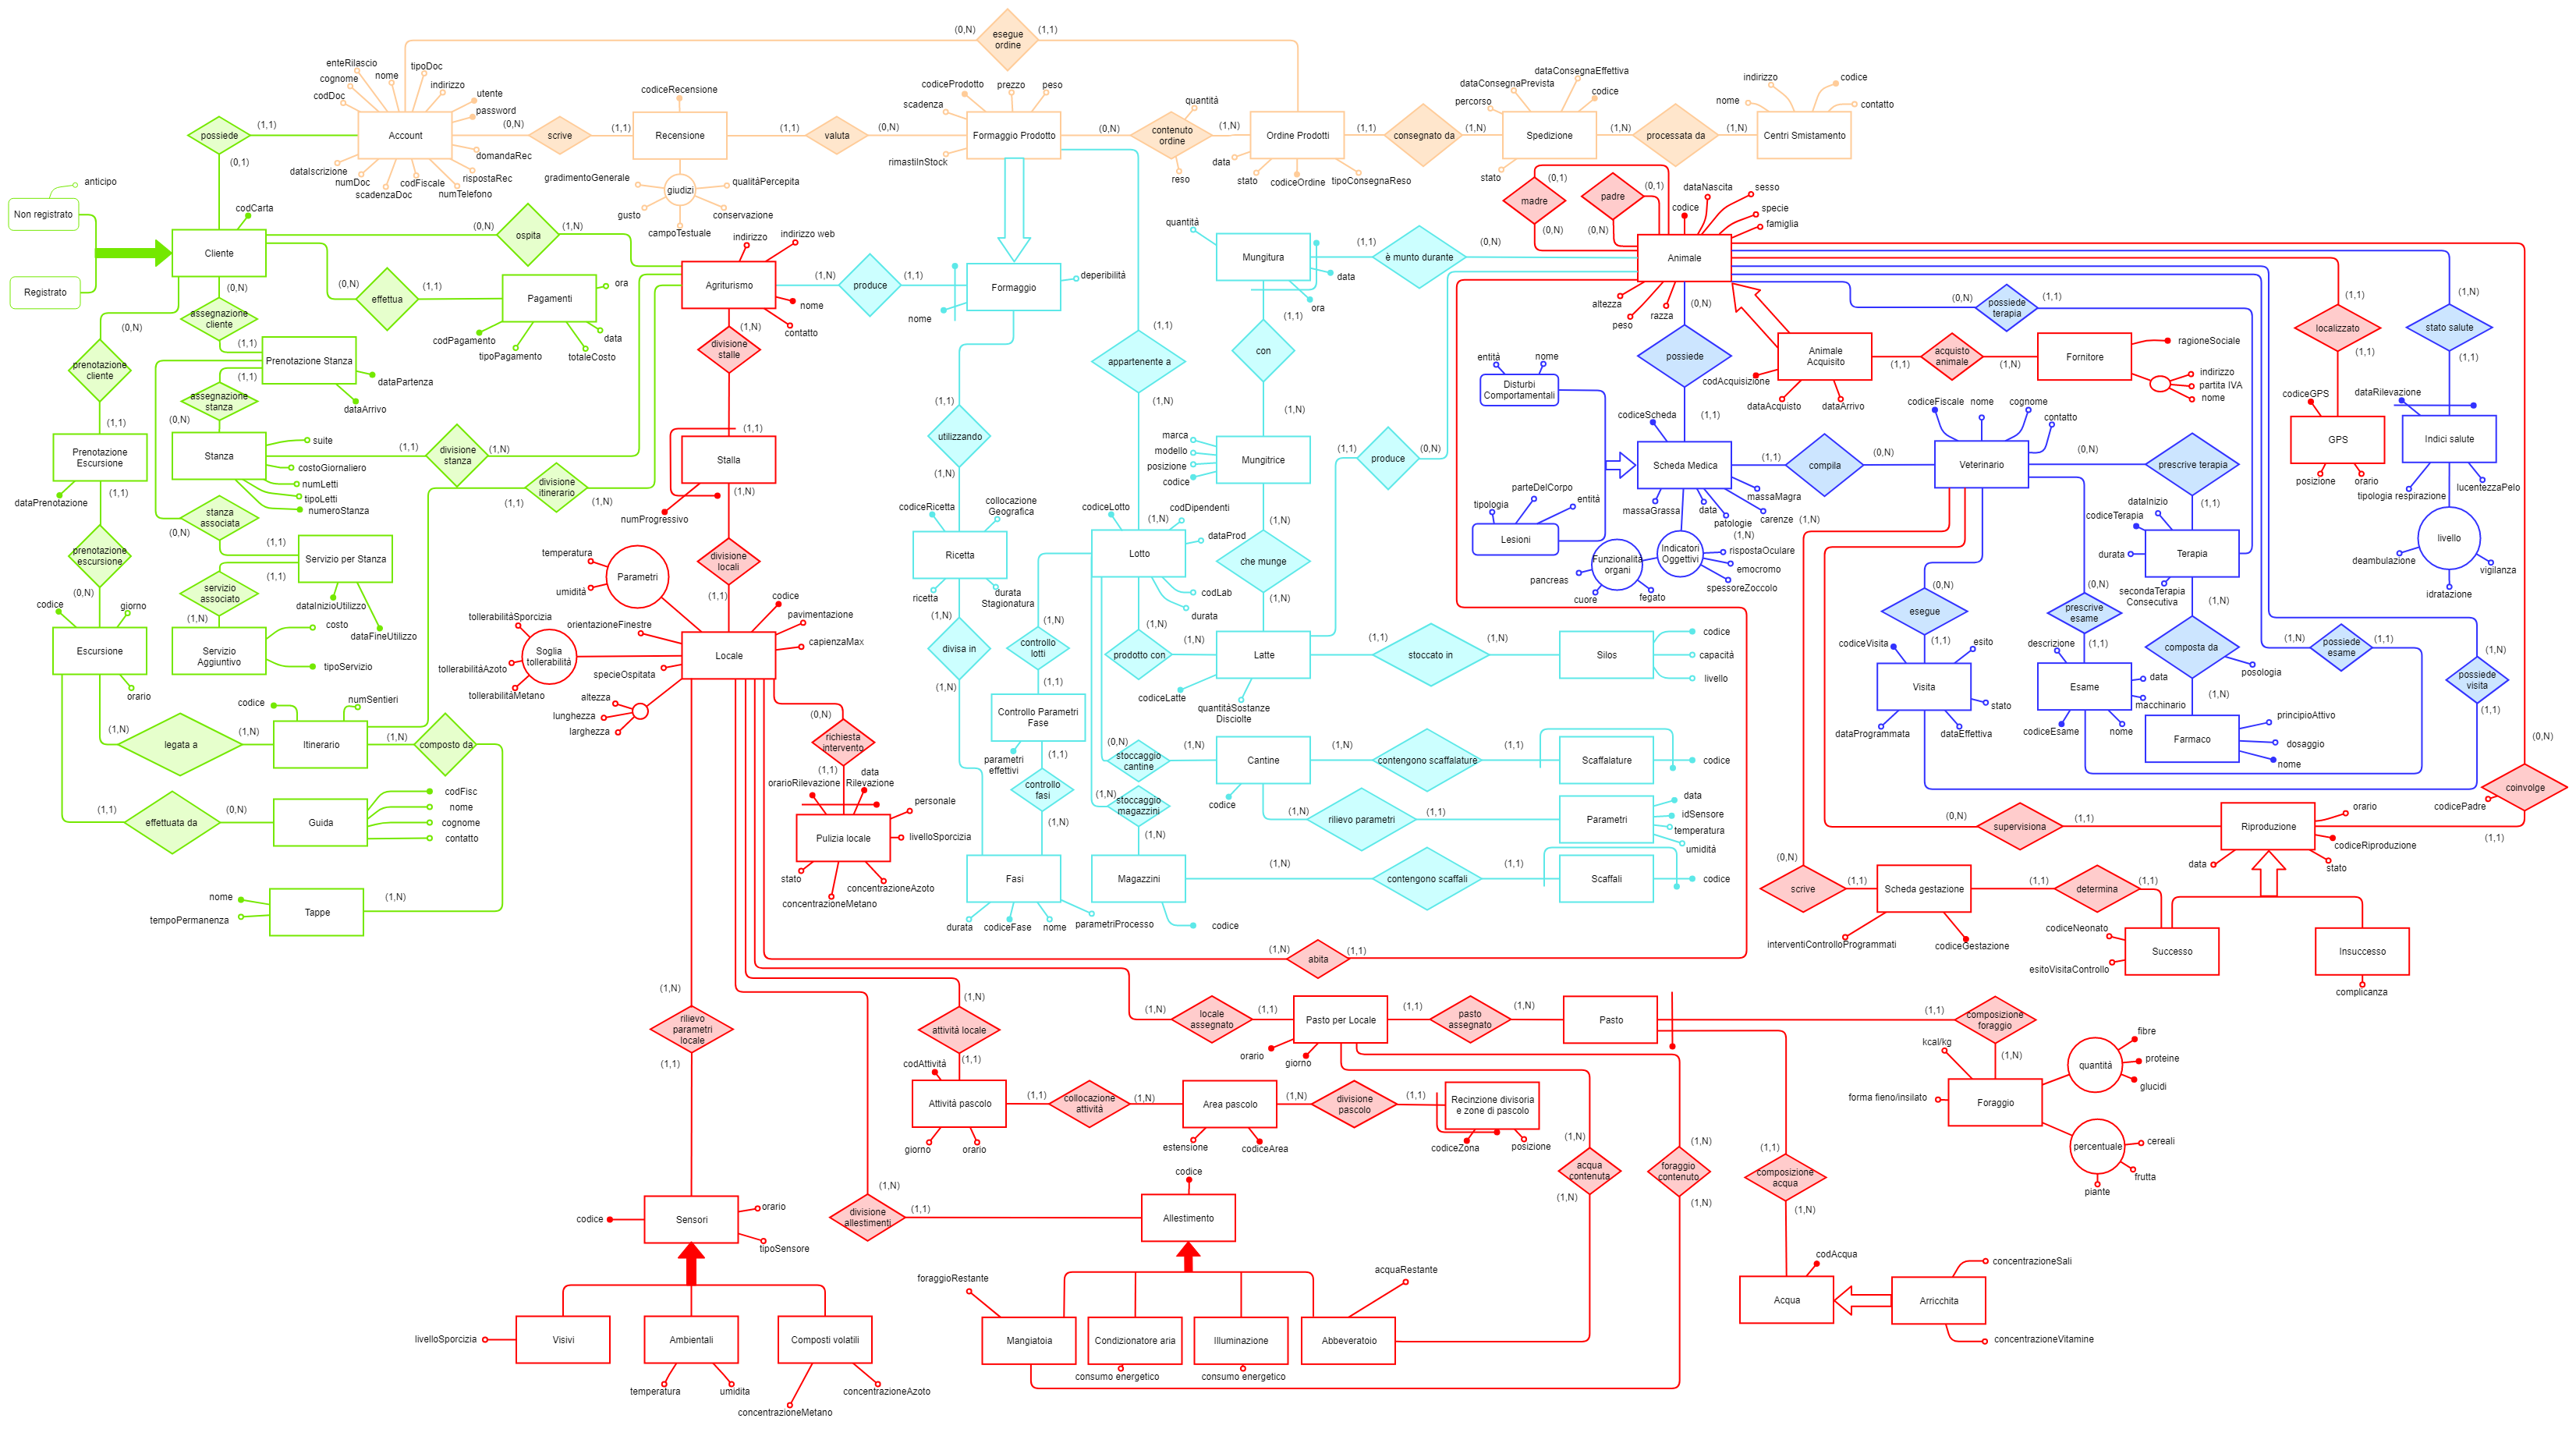 esegue
ordine
(0,N)
(1,1)
enteRilascio
tipoDoc
cognome
nome
indirizzo
codDoc
utente
password
Account
domandaRec
rispostaRec
dataIscrizione
numDoc
codFiscale
scadenzaDoc
numTelefono
possiede
(1,1)
(0,1)
(0,N)
scrive
(1,1)
codiceRecensione
Recensione
gradimentoGenerale
giudizi
qualitàPercepita
gusto
conservazione
campoTestuale
(1,1)
valuta
(0,N)
codiceProdotto
prezzo
peso
scadenza
Formaggio Prodotto
rimastiInStock
(0,N)
quantità
contenuto
ordine
(1,N)
reso
Ordine Prodotti
data
stato
codiceOrdine
tipoConsegnaReso
(1,1)
consegnato da
(1,N)
dataConsegnaEffettiva
dataConsegnaPrevista
codice
percorso
Spedizione
stato
(1,N)
processata da
(1,N)
indirizzo
codice
nome
contatto
Centri Smistamento
anticipo
Non registrato
Registrato
codCarta
Cliente
(0,N)
ospita
(1,N)
(0,N)
effettua
(1,1)
Pagamenti
ora
data
codPagamento
tipoPagamento
totaleCosto
(0,N)
assegnazione
cliente
(1,1)
Prenotazione Stanza
dataPartenza
dataArrivo
(1,1)
assegnazione
stanza
(0,N)
(0,N)
prenotazione
cliente
(1,1)
Prenotazione
Escursione
dataPrenotazione
(1,1)
prenotazione
escursione
(0,N)
Stanza
suite
costoGiornaliero
numLetti
tipoLetti
numeroStanza
(1,1)
divisione
stanza
(1,N)
divisione
itinerario
(1,1)
(1,N)
stanza
associata
(0,N)
(1,1)
Servizio per Stanza
(1,1)
dataInizioUtilizzo
dataFineUtilizzo
servizio
associato
(1,N)
Servizio
Aggiuntivo
costo
tipoServizio
codice
giorno
Escursione
orario
(1,N)
legata a
(1,N)
codice
numSentieri
Itinerario
(1,N)
composto da
(1,1)
effettuata da
(0,N)
Guida
codFisc
nome
cognome
contatto
nome
tempoPermanenza
Tappe
(1,N)
indirizzo
indirizzo web
Agriturismo
nome
contatto
(1,N)
produce
(1,1)
Formaggio
deperibilità
nome
(1,N)
divisione
stalle
(1,1)
Stalla
(1,N)
numProgressivo
divisione
locali
(1,1)
temperatura
Parametri
umidità
tollerabilitàSporcizia
orientazioneFinestre
Soglia
tollerabilità
tollerabilitàAzoto
tollerabilitàMetano
specieOspitata
altezza
lunghezza
larghezza
Locale
codice
pavimentazione
capienzaMax
(0,N)
richiesta
intervento
(1,1)
data
Rilevazione
orarioRilevazione
personale
Pulizia locale
livelloSporcizia
stato
concentrazioneAzoto
concentrazioneMetano
(1,1)
utilizzando
(1,N)
codiceRicetta
collocazione
Geografica
Ricetta
ricetta
durata
Stagionatura
(1,N)
divisa in
(1,N)
(1,1)
appartenente a
(1,N)
codiceLotto
(1,N)
codDipendenti
dataProd
Lotto
codLab
durata
controllo
lotti
(1,N)
(1,1)
Controllo Parametri
Fase
parametri
effettivi
(1,1)
controllo
fasi
(1,N)
Fasi
durata
codiceFase
nome
parametriProcesso
(1,N)
prodotto con
(1,N)
(0,N)
stoccaggio
cantine
(1,N)
(1,N)
stoccaggio
magazzini
(1,N)
Magazzini
codice
quantità
Mungitura
data
ora
(1,1)
è munto durante
(0,N)
(1,1)
con
(1,N)
marca
modello
posizione
codice
Mungitrice
(1,N)
che munge
(1,N)
(1,1)
produce
(0,N)
Latte
codiceLatte
quantitàSostanze
Disciolte
(1,1)
stoccato in
(1,N)
Silos
codice
capacità
livello
Cantine
codice
(1,N)
contengono scaffalature
(1,1)
Scaffalature
codice
(1,N)
rilievo parametri
(1,1)
Parametri
data
idSensore
temperatura
umidità
(1,N)
contengono scaffali
(1,1)
Scaffali
codice
madre
(0,1)
(0,N)
padre
(0,1)
(0,N)
dataNascita
sesso
codice
specie
famiglia
Animale
altezza
peso
razza
(0,N)
possiede
(1,1)
entità
nome
Disturbi
Comportamentali
codiceScheda
Scheda Medica
tipologia
parteDelCorpo
entità
Lesioni
massaMagra
massaGrassa
data
patologie
carenze
(1,N)
Indicatori
Oggettivi
rispostaOculare
emocromo
spessoreZoccolo
Funzionalità
organi
pancreas
cuore
fegato
(1,1)
compila
(0,N)
Animale
Acquisito
codAcquisizione
dataAcquisto
dataArrivo
(1,1)
acquisto
animale
(1,N)
Fornitore
ragioneSociale
indirizzo
partita IVA
nome
(0,N)
possiede
terapia
(1,1)
(1,1)
localizzato
(1,1)
codiceGPS
GPS
posizione
orario
(1,N)
stato salute
(1,1)
dataRilevazione
Indici salute
tipologia respirazione
lucentezzaPelo
livello
deambulazione
vigilanza
idratazione
codiceFiscale
nome
cognome
contatto
Veterinario
(0,N)
prescrive terapia
(1,1)
dataInizio
codiceTerapia
durata
Terapia
secondaTerapia
Consecutiva
(1,N)
composta da
posologia
(1,N)
Farmaco
principioAttivo
dosaggio
nome
(0,N)
esegue
(1,1)
codiceVisita
esito
Visita
stato
dataProgrammata
dataEffettiva
(0,N)
prescrive
esame
(1,1)
descrizione
Esame
data
macchinario
codiceEsame
nome
(1,N)
possiede
esame
(1,1)
(1,N)
possiede
visita
(1,1)
(0,N)
coinvolge
codicePadre
(1,1)
(1,N)
(0,N)
supervisiona
(1,1)
Riproduzione
orario
codiceRiproduzione
data
stato
(0,N)
scrive
(1,1)
Scheda gestazione
interventiControlloProgrammati
codiceGestazione
(1,1)
determina
(1,1)
codiceNeonato
Successo
esitoVisitaControllo
Insuccesso
complicanza
(1,N)
abita
(1,1)
(1,N)
rilievo
parametri
locale
(1,1)
(1,N)
attività locale
(1,1)
codAttività
Attività pascolo
giorno
orario
(1,1)
collocazione
attività
(1,N)
Area pascolo
estensione
codiceArea
(1,N)
divisione
pascolo
(1,1)
Recinzione divisoria
e zone di pascolo
codiceZona
posizione
(1,N)
locale
assegnato
(1,1)
Pasto per Locale
orario
giorno
(1,1)
pasto
assegnato
(1,N)
Pasto
(1,1)
composizione
foraggio
(1,N)
kcal/kg
forma fieno/insilato
Foraggio
quantità
fibre
proteine
glucidi
percentuale
cereali
frutta
piante
(1,N)
acqua
contenuta
(1,N)
(1,N)
foraggio
contenuto
(1,N)
(1,1)
composizione
acqua
(1,N)
codAcqua
Acqua
Arricchita
concentrazioneSali
concentrazioneVitamine
codice
Sensori
orario
tipoSensore
(1,N)
divisione
allestimenti
(1,1)
codice
Allestimento
livelloSporcizia
Visivi
Ambientali
temperatura
umidita
Composti volatili
concentrazioneMetano
concentrazioneAzoto
foraggioRestante
Mangiatoia
Condizionatore aria
consumo energetico
Illuminazione
consumo energetico
acquaRestante
Abbeveratoio